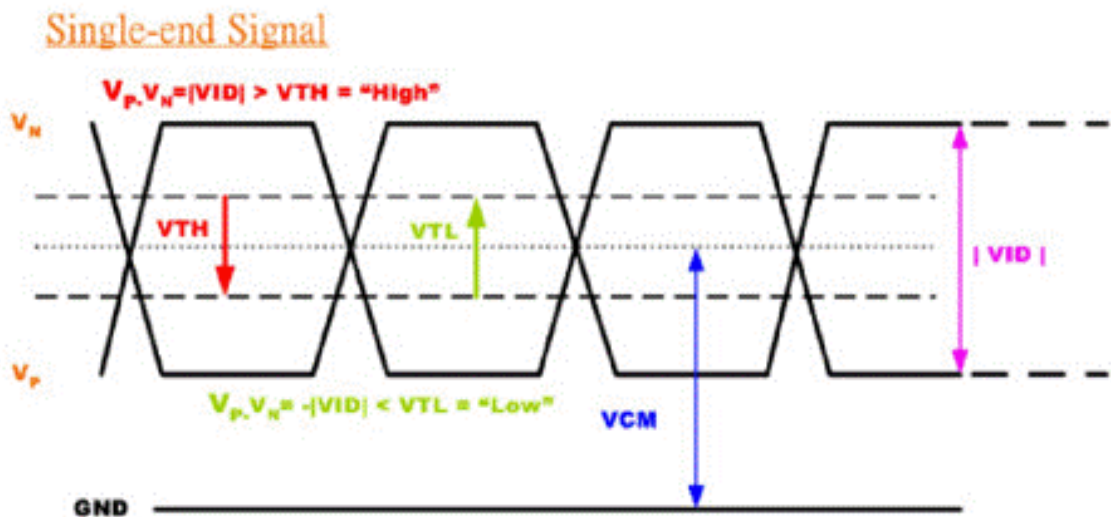 Single-end Signal
VP-VN=|VID| > VTH = “High”
VN
VTH
VTL
| VID |
VP
VP-VN= -|VID| < VTL = “Low”
VCM
GND